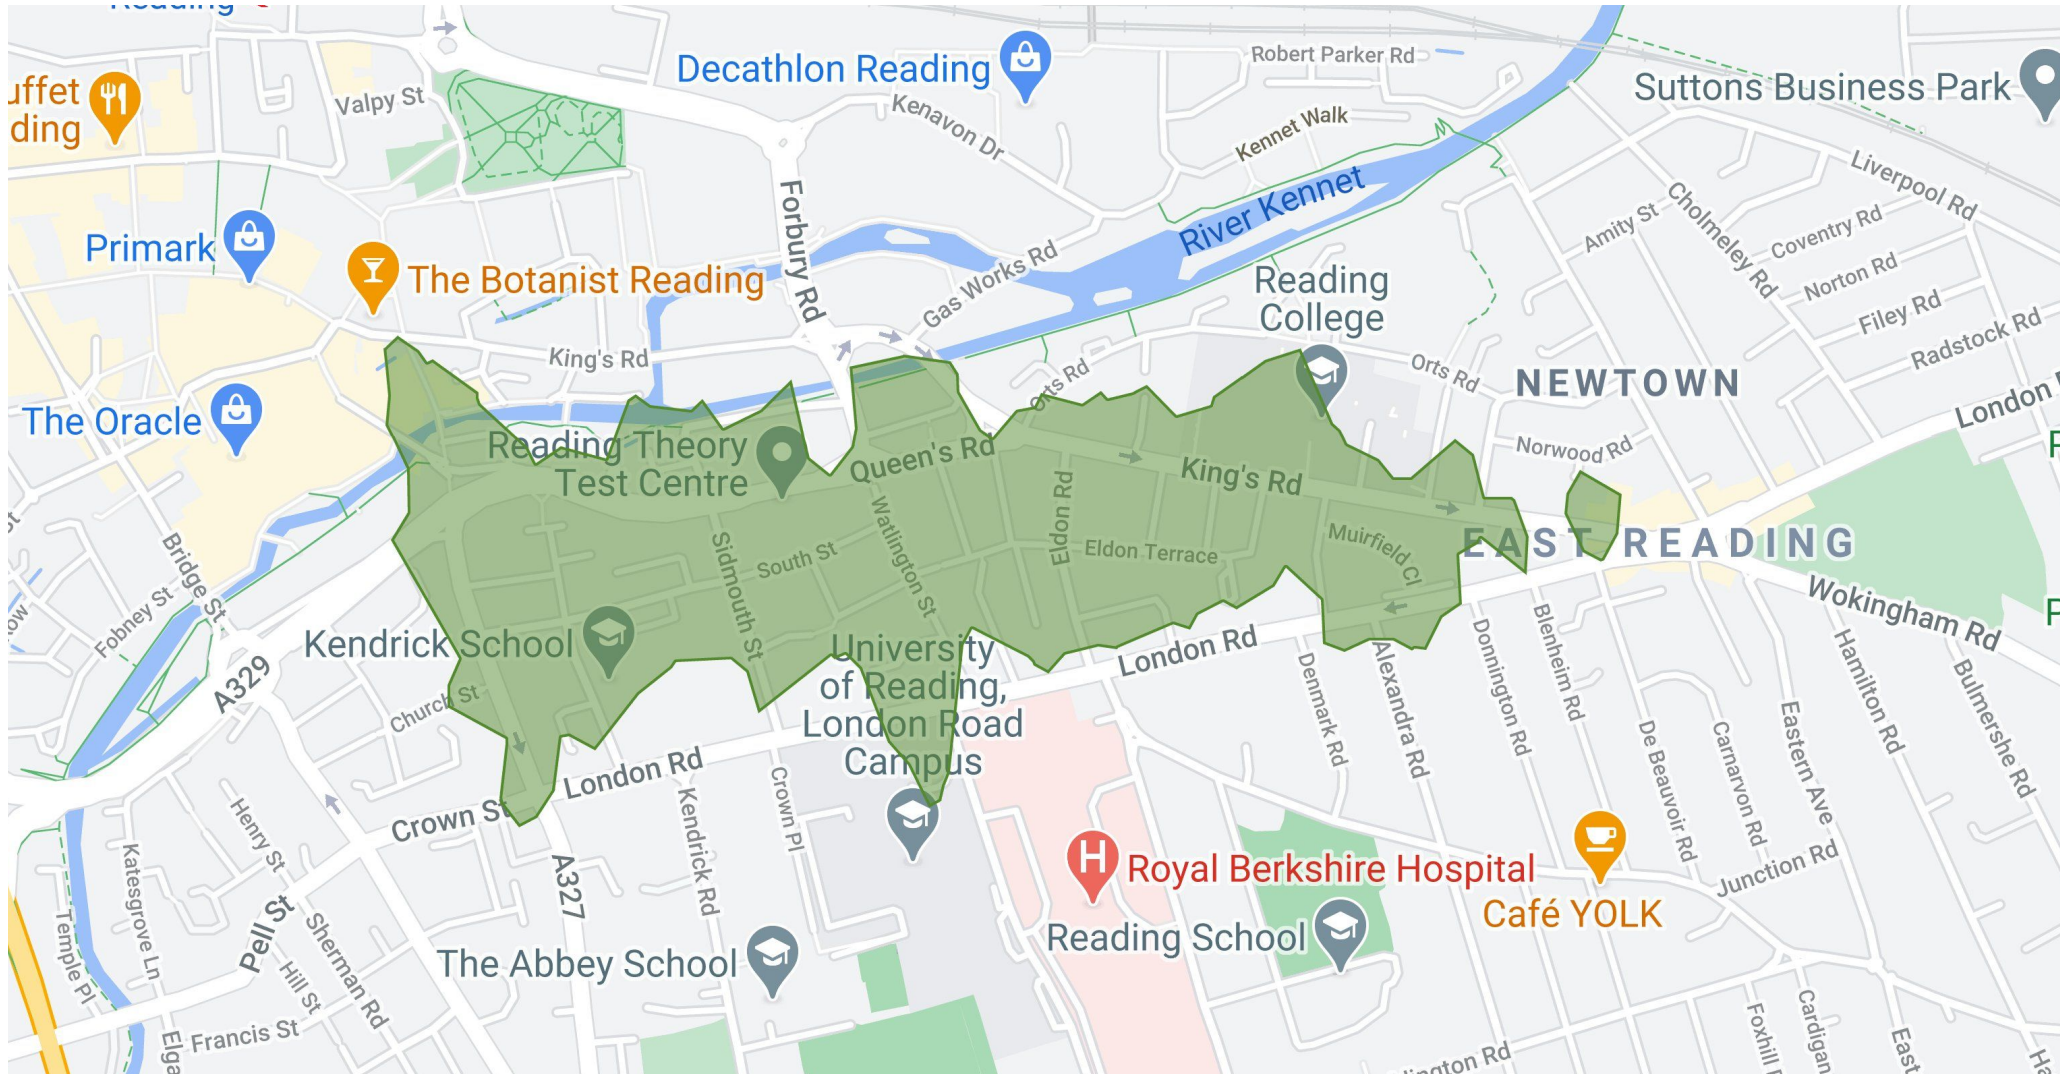 Reading
Decathlon Reading
Robert Parker Rd
Suttons Business Park
uffet
ding
Valpy St
Kenavon Dr
Kennet Walk
Liverpool Rd
Forbury Rd
River Kennet
Cholmeley Rd
Amity St
Coventry Rd
Primark
The Botanist Reading
Gas Works Rd
Norton Rd
Reading
College
Filey Rd
Radstock Rd
King's Rd
Orts Rd
Orts Rd
NEWTOWN
London
The Oracle
Reading Theory
Test Centre
Queen's Rd
King's Rd
Norwood Rd
Eldon Rd
Watlington St
Sidmouth St
South St
Eldon Terrace
Muirfield Cl
EAST READING
Bridge St
Fobney St
Wokingham Rd
Kendrick School
University
of Reading,
London Road
Campus
London Rd
Denmark Rd
Alexandra Rd
Donnington Rd
Blenheim Rd
De Beauvoir Rd
Carnarvon Rd
Eastern Ave
Hamilton Rd
Bulmershe Rd
A329
Church St
London Rd
Crown St
Crown Pl
Kendrick Rd
A327
Henry St
Katesgrove Ln
Royal Berkshire Hospital
Junction Rd
Café YOLK
Reading School
The Abbey School
Pell St
Sherman Rd
Hill St
Temple Pl
Francis St
Elga
Foxhill
Cardigan
East
ington Rd